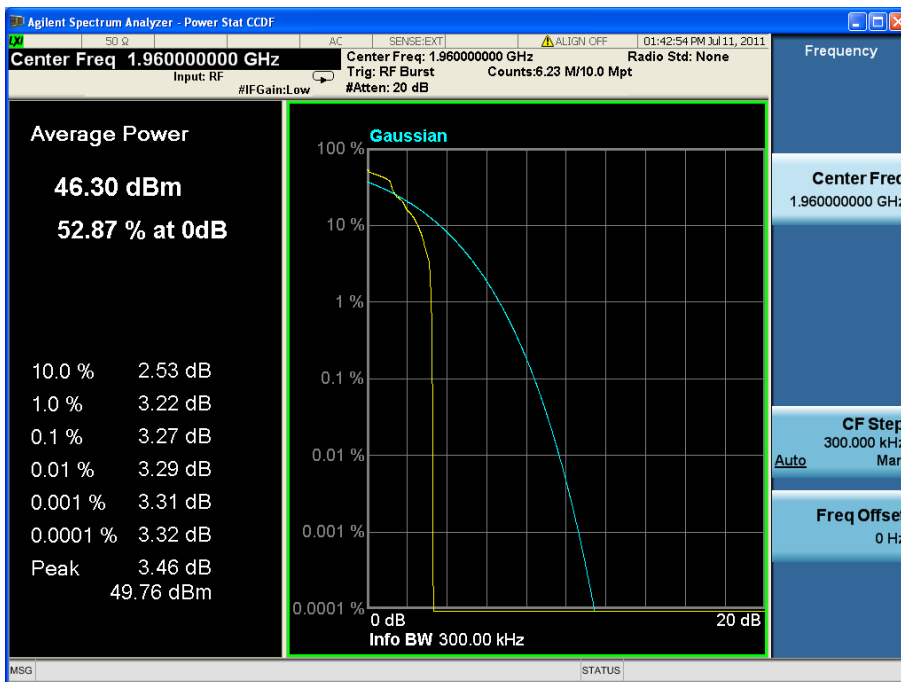 Agilent Spectrum Analyzer - Power Stat CCDF
LXI 50 Ω AC SENSE:EXT ALIGN OFF 01:42:54 PM Jul 11, 2011
Center Freq 1.960000000 GHz
Input: RF
#IFGain:Low
Center Freq: 1.960000000 GHz
Trig: RF Burst
#Atten: 20 dB
Counts:6.23 M/10.0 Mpt
Radio Std: None
Average Power
46.30 dBm
52.87 % at 0dB
10.0 % 2.53 dB
1.0 % 3.22 dB
0.1 % 3.27 dB
0.01 % 3.29 dB
0.001 % 3.31 dB
0.0001 % 3.32 dB
Peak 3.46 dB
49.76 dBm
Gaussian
100 %
10 %
1 %
0.1 %
0.01 %
0.001 %
0.0001 %
0 dB 20 dB
Info BW 300.00 kHz
Frequency
Center Freq
1.960000000 GHz
CF Step
300.000 kHz
Auto Man
Freq Offset
0 Hz
MSG STATUS